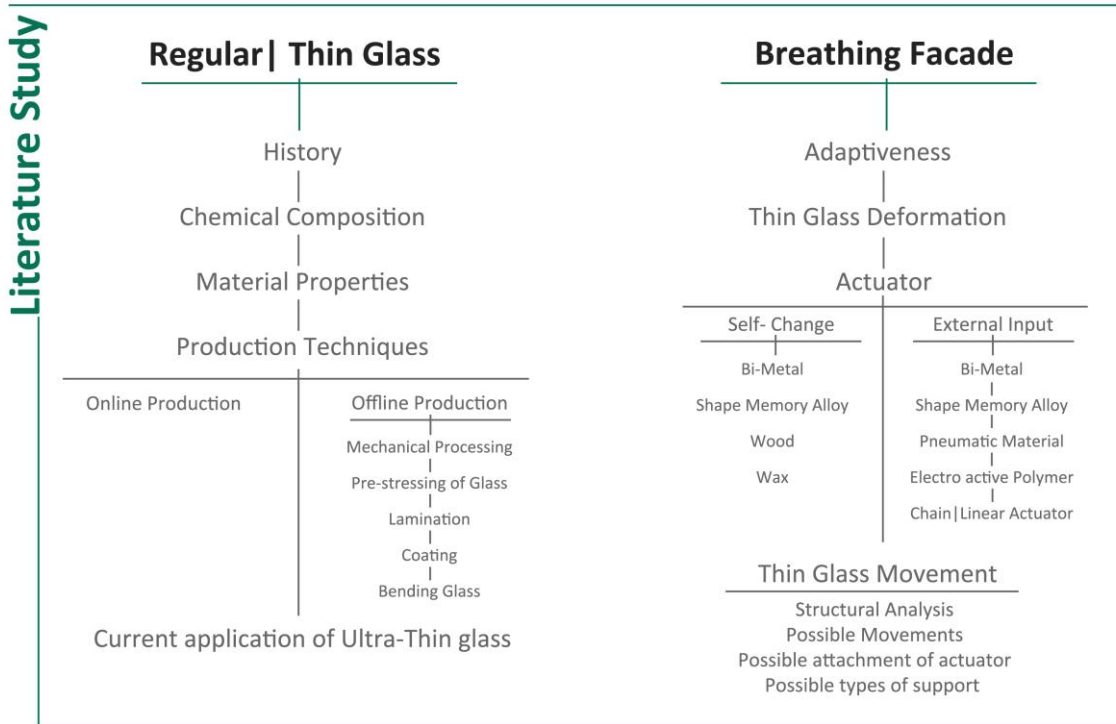 Literature Study
Regular| Thin Glass
History
Chemical Composition
Material Properties
Production Techniques
Online Production
Offline Production
Mechanical Processing
Pre-stressing of Glass
Lamination
Coating
Bending Glass
Current application of Ultra-Thin glass
Breathing Facade
Adaptiveness
Thin Glass Deformation
Actuator
Self- Change
Bi-Metal
Shape Memory Alloy
Wood
Wax
External Input
Bi-Metal
Shape Memory Alloy
Pneumatic Material
Electro active Polymer
Chain|Linear Actuator
Thin Glass Movement
Structural Analysis
Possible Movements
Possible attachment of actuator
Possible types of support